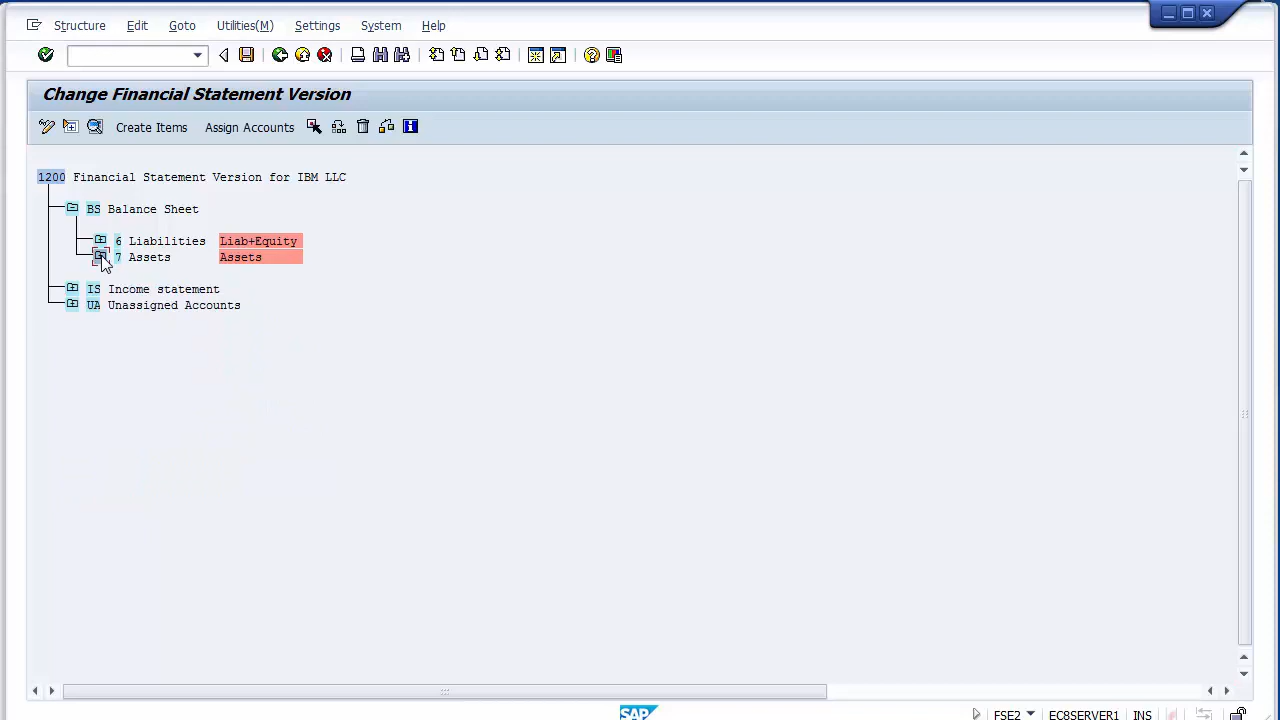 Structure Edit Goto Utilities(M) Settings System Help
Change Financial Statement Version
Create Items Assign Accounts
1200 Financial Statement Version for IBM LLC
BS Balance Sheet
6 Liabilities Liab+Equity
7 Assets Assets
IS Income statement
UA Unassigned Accounts
SAP FSE2 EC8SERVER1 INS